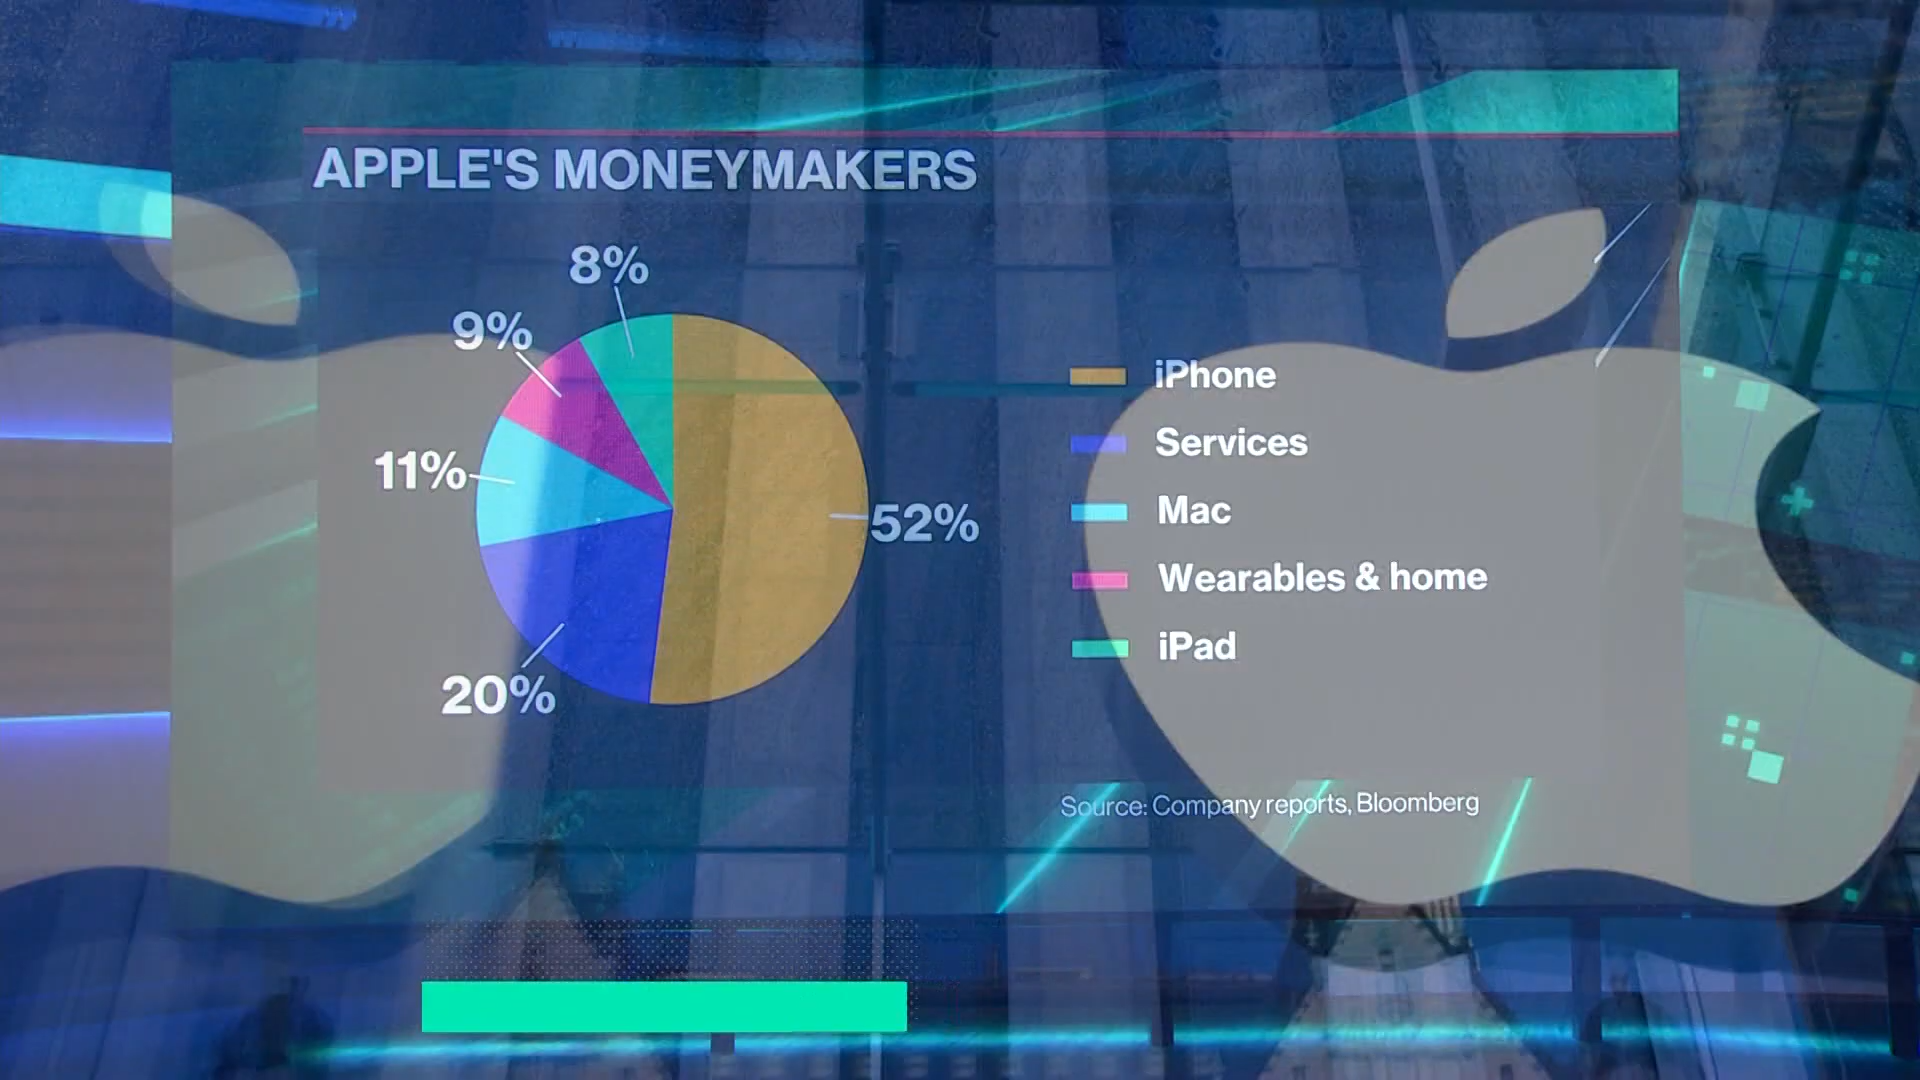 APPLE'S MONEYMAKERS
8%
9%
11%
52%
20%
iPhone
Services
Mac
Wearables & home
iPad
Source: Company reports, Bloomberg